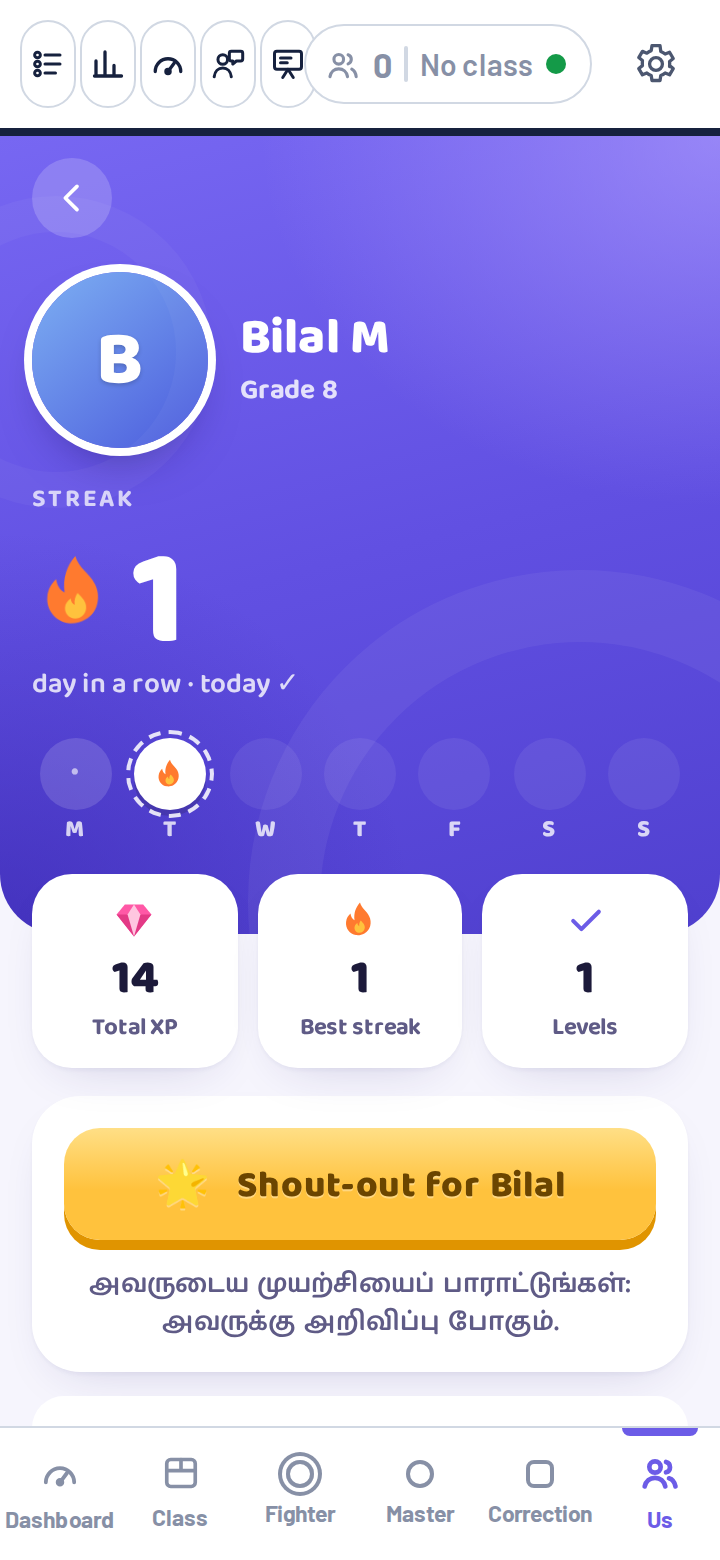 0 | No class
B
Bilal M
Grade 8
STREAK
1
day in a row · today ✓
M T W T F S S
14 1 1
Total XP Best streak Levels
Shout-out for Bilal
அவருடைய முயற்சியைப் பாராட்டுங்கள்:
அவருக்கு அறிவிப்பு போகும்.
Dashboard Class Fighter Master Correction Us